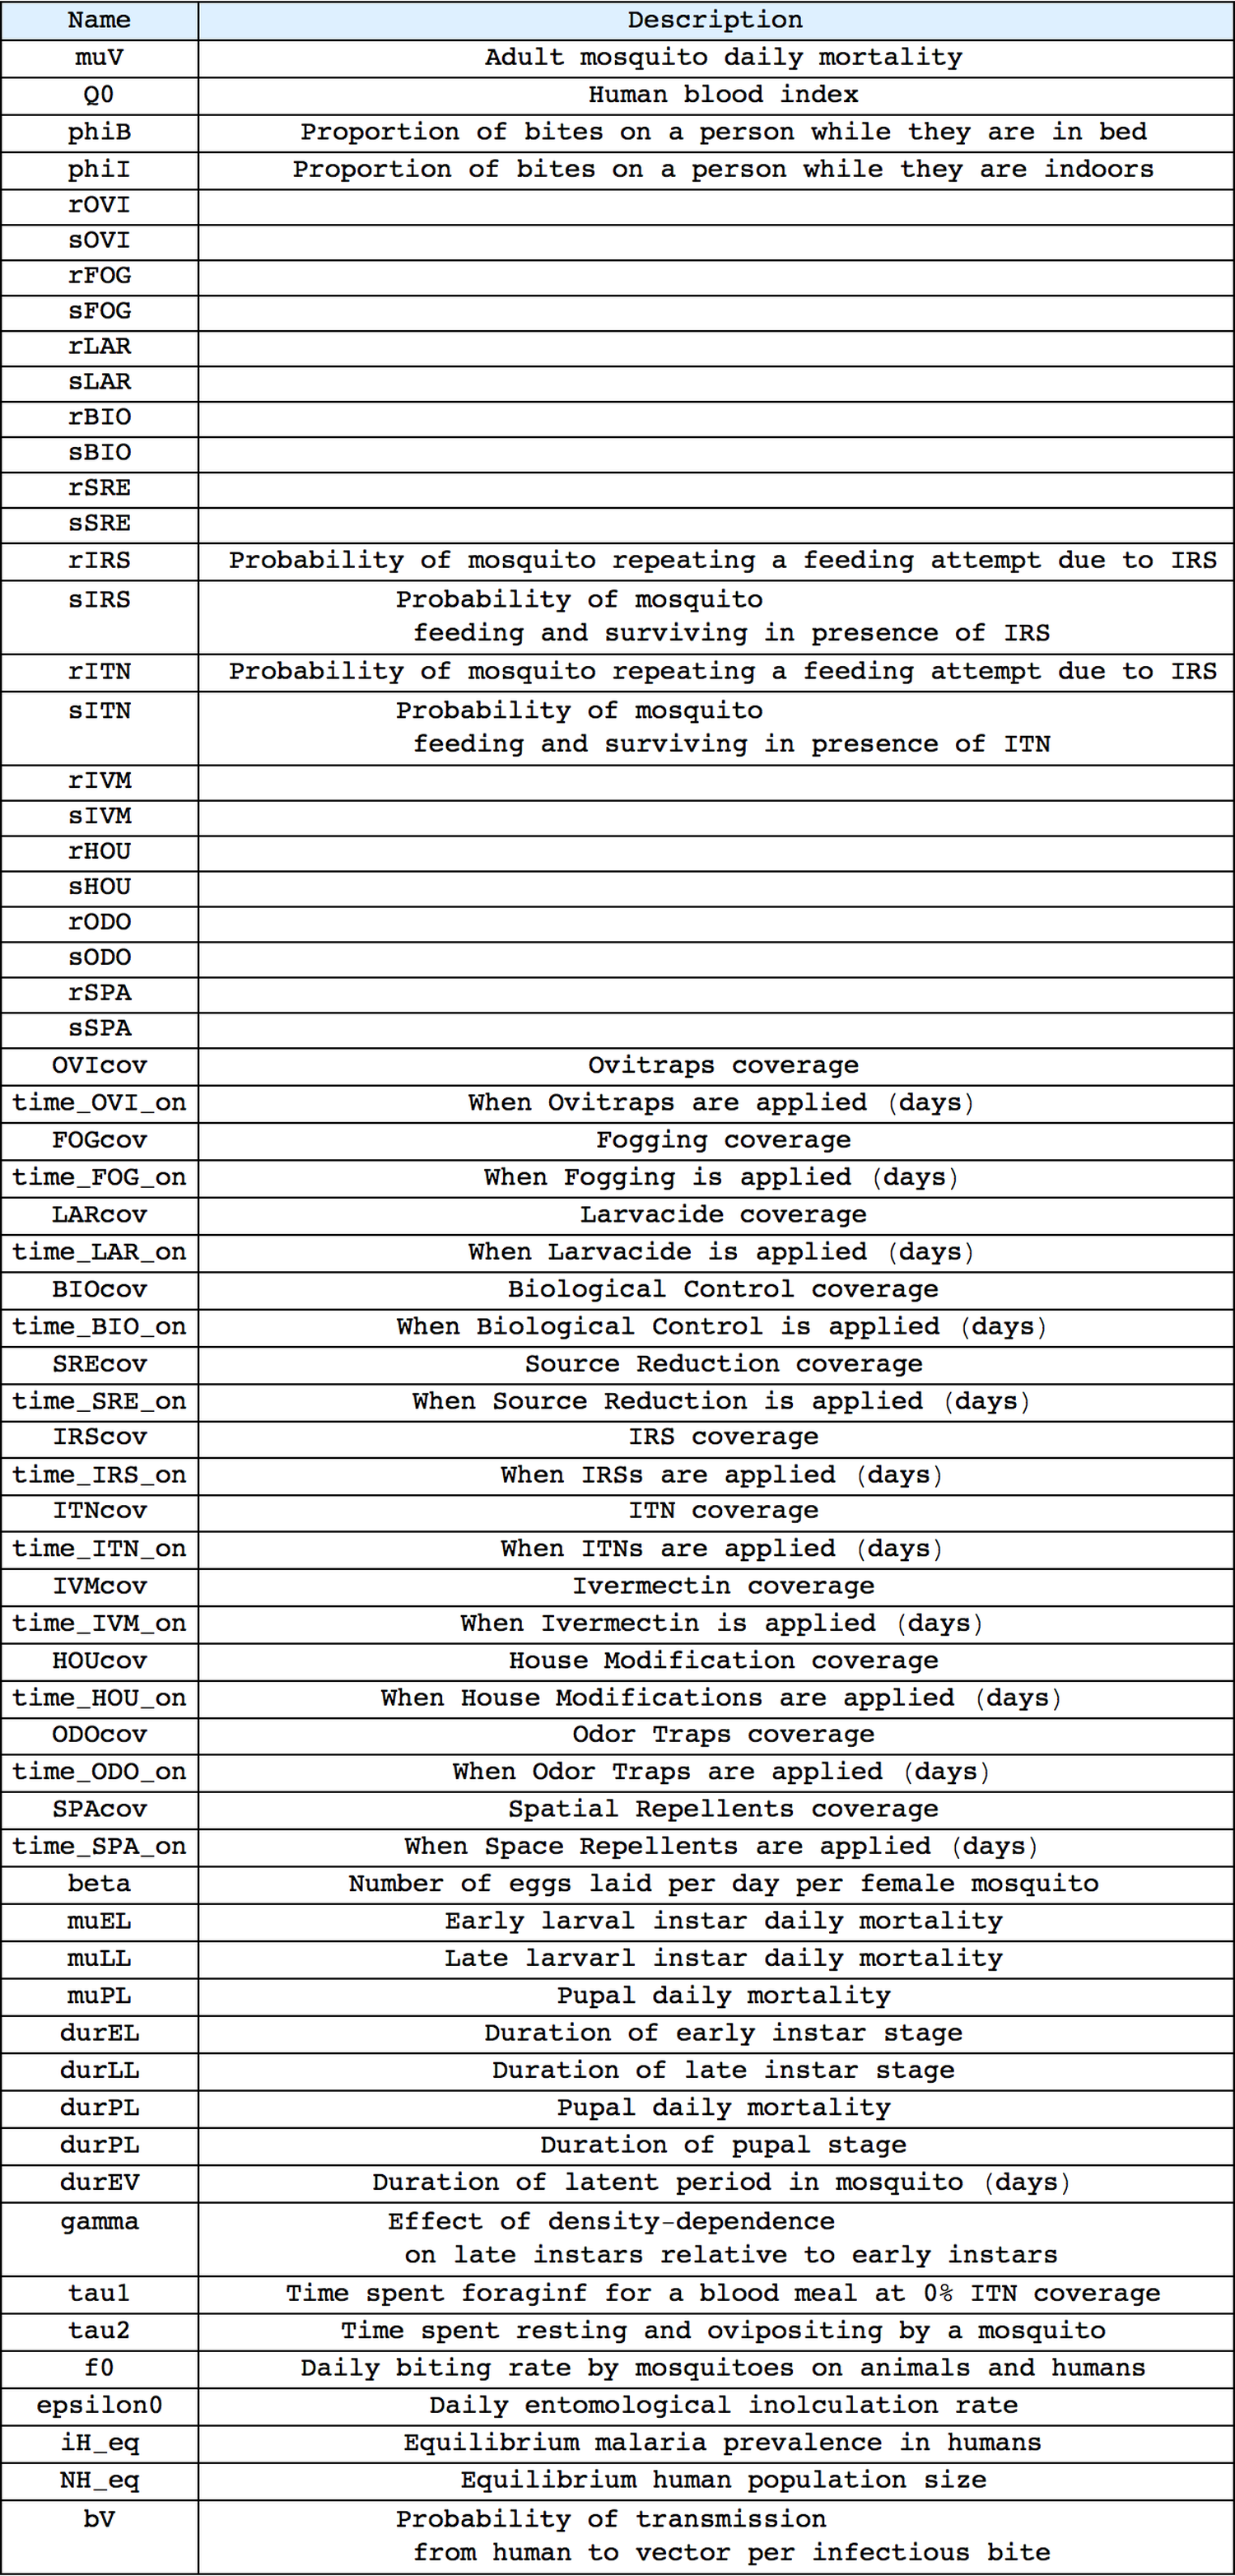 Name Description
muV Adult mosquito daily mortality
Q0 Human blood index
phiB Proportion of bites on a person while they are in bed
phiI Proportion of bites on a person while they are indoors
rOVI
sOVI
rFOG
sFOG
rLAR
sLAR
rBIO
sBIO
rSRE
sSRE
rIRS Probability of mosquito repeating a feeding attempt due to IRS
sIRS Probability of mosquito
feeding and surviving in presence of IRS
rITN Probability of mosquito repeating a feeding attempt due to IRS
sITN Probability of mosquito
feeding and surviving in presence of ITN
rIVM
sIVM
rHOU
sHOU
rODO
sODO
rSPA
sSPA
OVIcov Ovitraps coverage
time_OVI_on When Ovitraps are applied (days)
FOGcov Fogging coverage
time_FOG_on When Fogging is applied (days)
LARcov Larvacide coverage
time_LAR_on When Larvacide is applied (days)
BIOcov Biological Control coverage
time_BIO_on When Biological Control is applied (days)
SREcov Source Reduction coverage
time_SRE_on When Source Reduction is applied (days)
IRScov IRS coverage
time_IRS_on When IRSs are applied (days)
ITNcov ITN coverage
time_ITN_on When ITNs are applied (days)
IVMcov Ivermectin coverage
time_IVM_on When Ivermectin is applied (days)
HOUcov House Modification coverage
time_HOU_on When House Modifications are applied (days)
ODOcov Odor Traps coverage
time_ODO_on When Odor Traps are applied (days)
SPAcov Spatial Repellents coverage
time_SPA_on When Space Repellents are applied (days)
beta Number of eggs laid per day per female mosquito
muEL Early larval instar daily mortality
muLL Late larvarl instar daily mortality
muPL Pupal daily mortality
durEL Duration of early instar stage
durLL Duration of late instar stage
durPL Pupal daily mortality
durPL Duration of pupal stage
durEV Duration of latent period in mosquito (days)
gamma Effect of density-dependence
on late instars relative to early instars
tau1 Time spent foraginf for a blood meal at 0% ITN coverage
tau2 Time spent resting and ovipositing by a mosquito
f0 Daily biting rate by mosquitoes on animals and humans
epsilon0 Daily entomological inolculation rate
iH_eq Equilibrium malaria prevalence in humans
NH_eq Equilibrium human population size
bV Probability of transmission
from human to vector per infectious bite